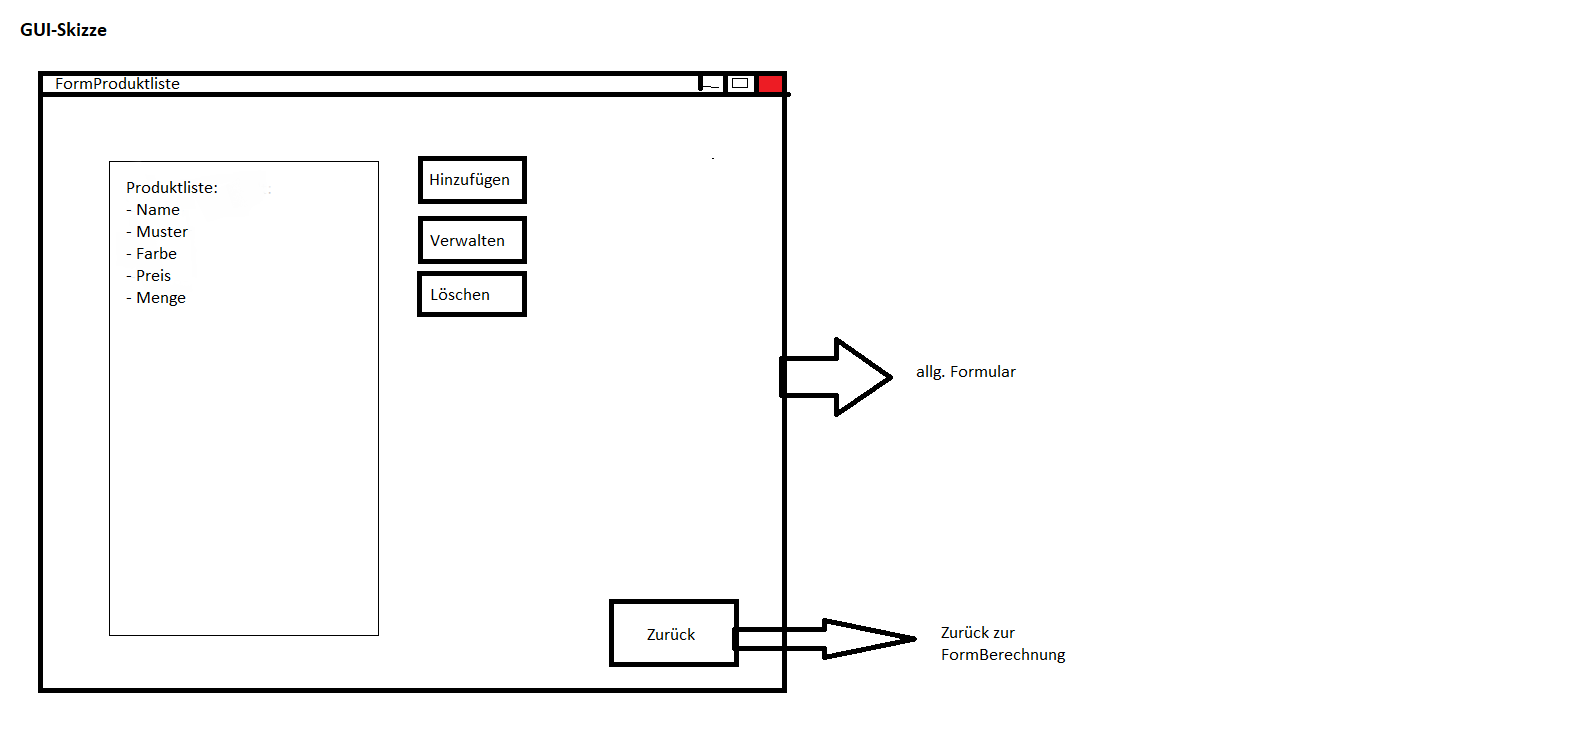 GUI-Skizze
FormProduktliste
Produktliste:
- Name
- Muster
- Farbe
- Preis
- Menge
Hinzufügen
Verwalten
Löschen
allg. Formular
Zurück
Zurück zur
FormBerechnung